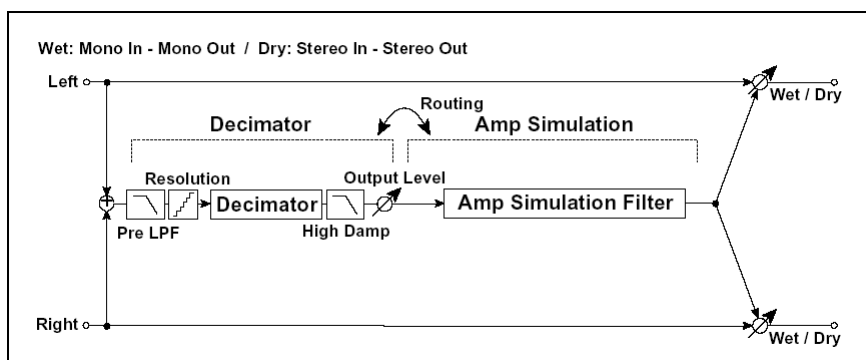 Wet: Mono In - Mono Out / Dry: Stereo In - Stereo Out
Left
Wet / Dry
Routing
Decimator
Amp Simulation
Resolution
Output Level
Decimator
Amp Simulation Filter
Pre LPF
High Damp
Right
Wet / Dry